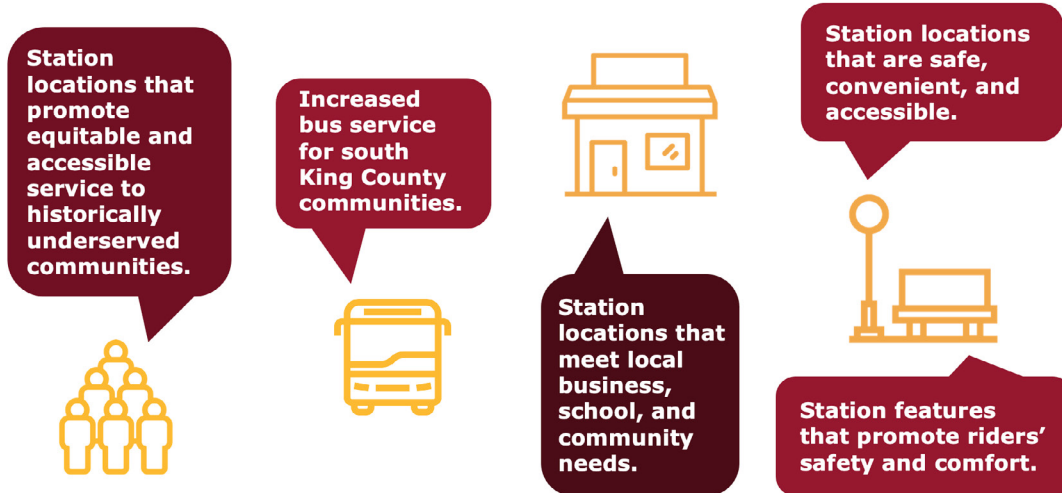 Station
locations that
promote
equitable and
accessible
service to
historically
underserved
communities.
Increased
bus service
for south
King County
communities.
Station
locations that
meet local
business,
school, and
community
needs.
Station locations
that are safe,
convenient, and
accessible.
Station features
that promote riders’
safety and comfort.